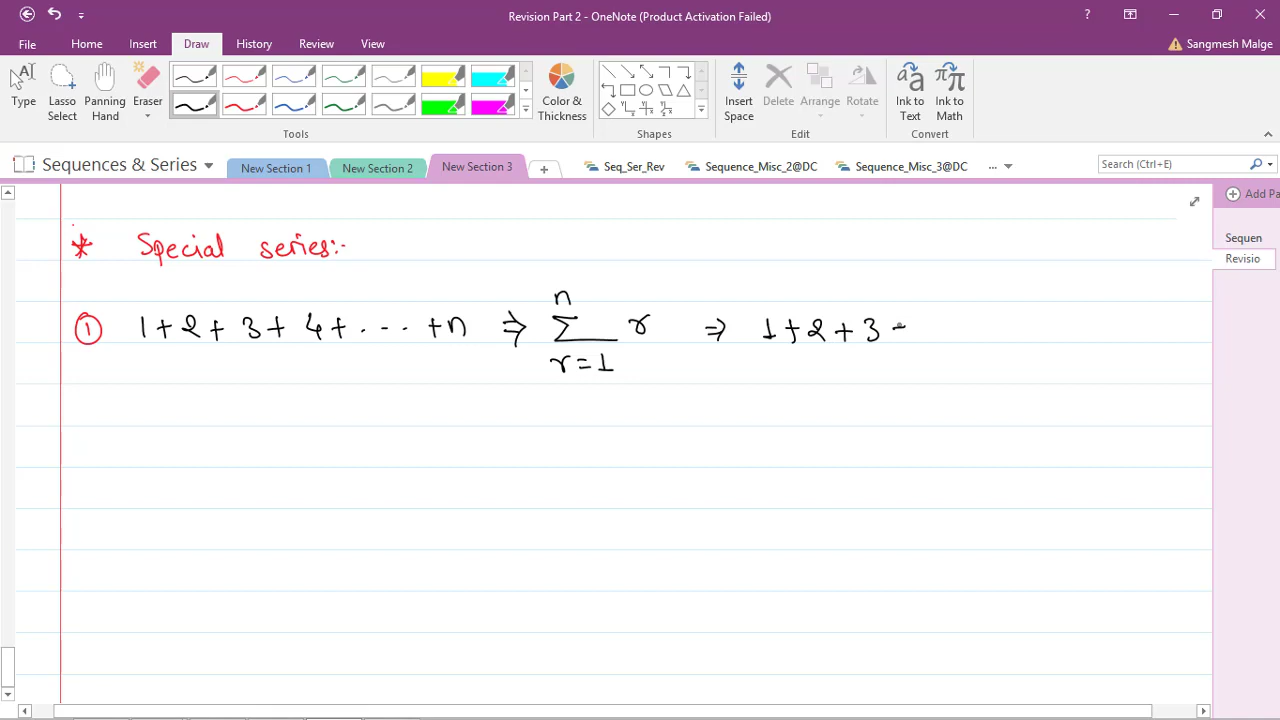 Revision Part 2 - OneNote (Product Activation Failed)
File Home Insert Draw History Review View
Sangmesh Malge
Type Lasso Select Panning Hand Eraser
Color & Thickness
Insert Space Delete Arrange Rotate
Ink to Text Ink to Math
Tools Shapes Edit Convert
Sequences & Series New Section 1 New Section 2 New Section 3 Seq_Ser_Rev Sequence_Misc_2@DC Sequence_Misc_3@DC ... Search (Ctrl+E)
Add Pa
Sequen
Revisio
* Special series:-
① 1+2+3+4+...+n ⇒ n ∑ r=1 r ⇒ 1+2+3 -